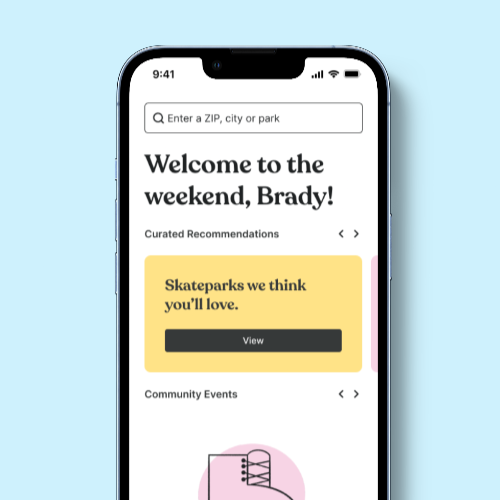 9:41
Enter a ZIP, city or park
Welcome to the
weekend, Brady!
Curated Recommendations
Skateparks we think
you'll love.
View
Community Events